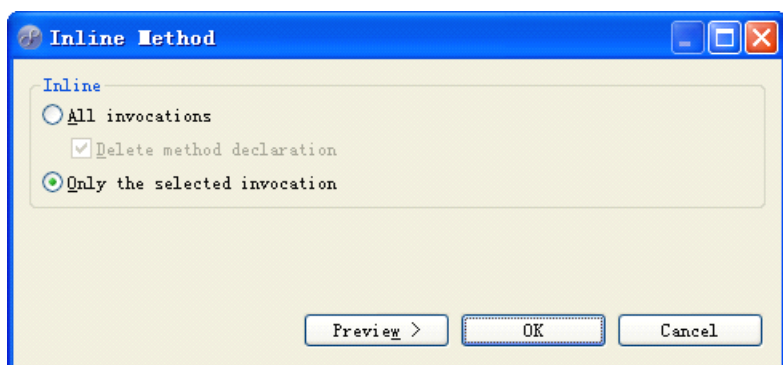 Inline Method
Inline
All invocations
Delete method declaration
Only the selected invocation
Preview > OK Cancel